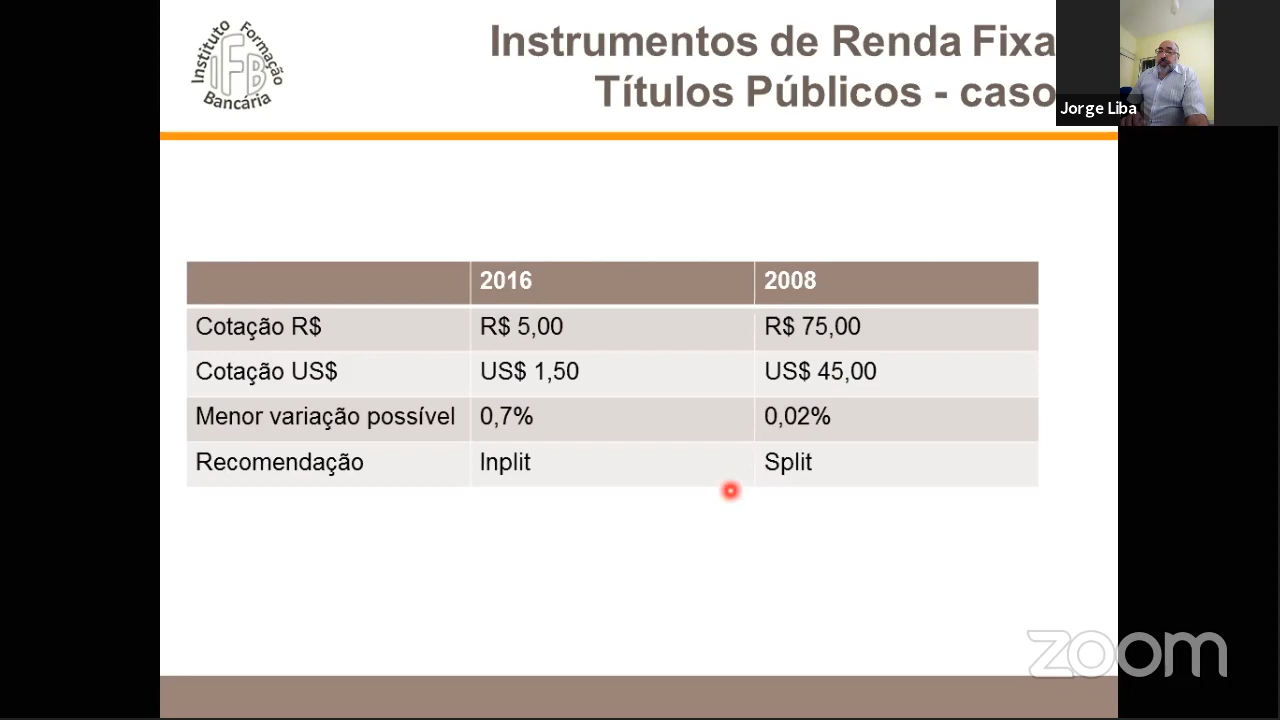 Instituto Formação
IFB
Bancária
Instrumentos de Renda Fixa
Títulos Públicos - caso
Jorge Liba
2016 2008
Cotação R$ R$ 5,00 R$ 75,00
Cotação US$ US$ 1,50 US$ 45,00
Menor variação possível 0,7% 0,02%
Recomendação Inplit Split
zoom